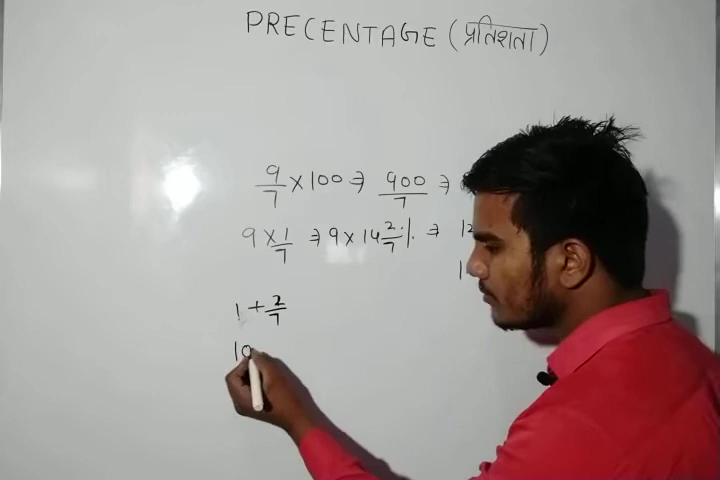 PRECENTAGE (प्रतिशता)
9/7 × 100 ⇒ 900/7 ⇒
9 × 1/7 ⇒ 9 × 14 2/7 % ⇒ 12
1 + 2/7
10